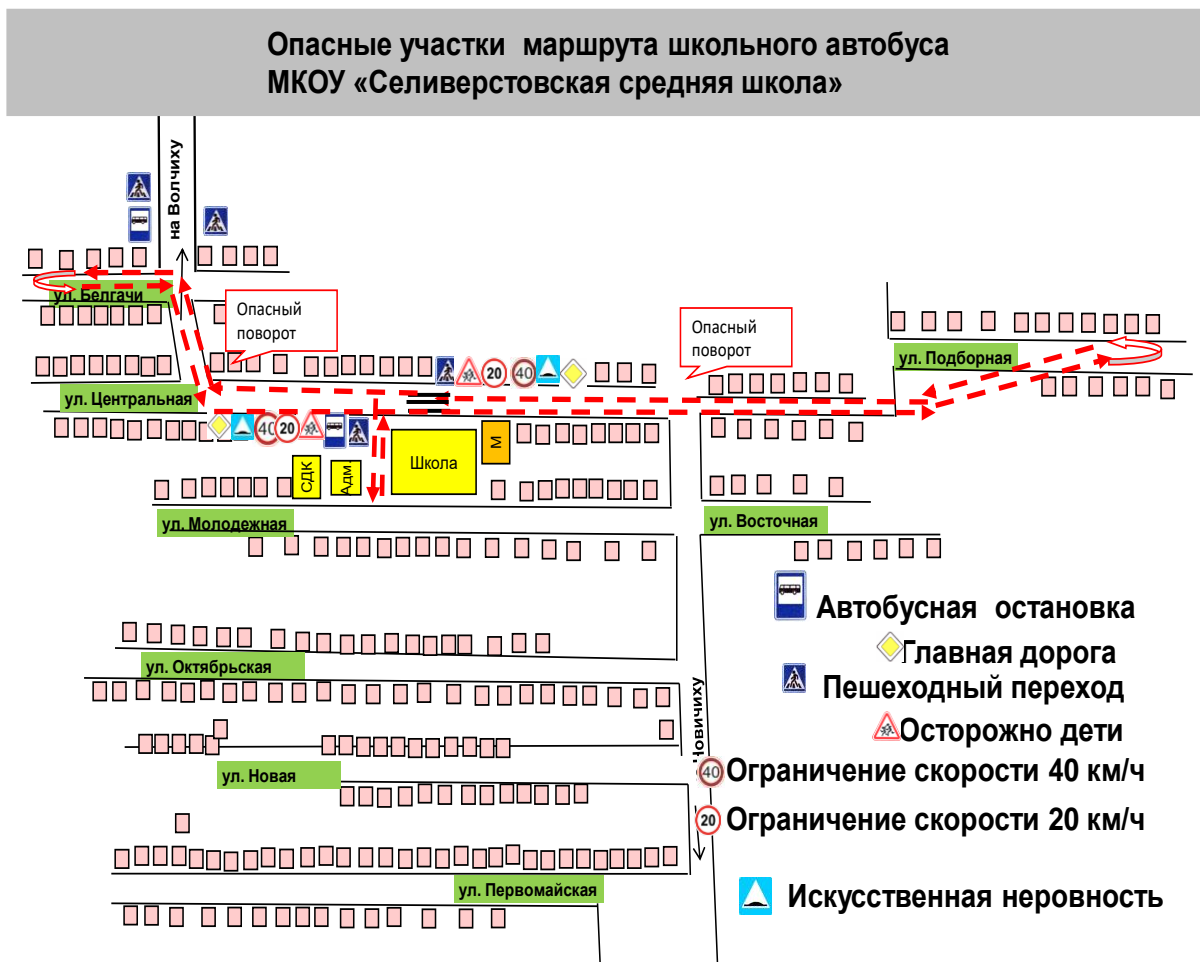 Опасные участки маршрута школьного автобуса
МКОУ «Селиверстовская средняя школа»
на Волчиху
ул. Белгачи
Опасный
поворот
Опасный
поворот
ул. Подборная
20
40
ул. Центральная
40
20
СДК
Адм.
Школа
М
ул. Молодежная
ул. Восточная
Автобусная остановка
Главная дорога
ул. Октябрьская
Пешеходный переход
Новичиху
Осторожно дети
ул. Новая
40
Ограничение скорости 40 км/ч
20
Ограничение скорости 20 км/ч
ул. Первомайская
Искусственная неровность